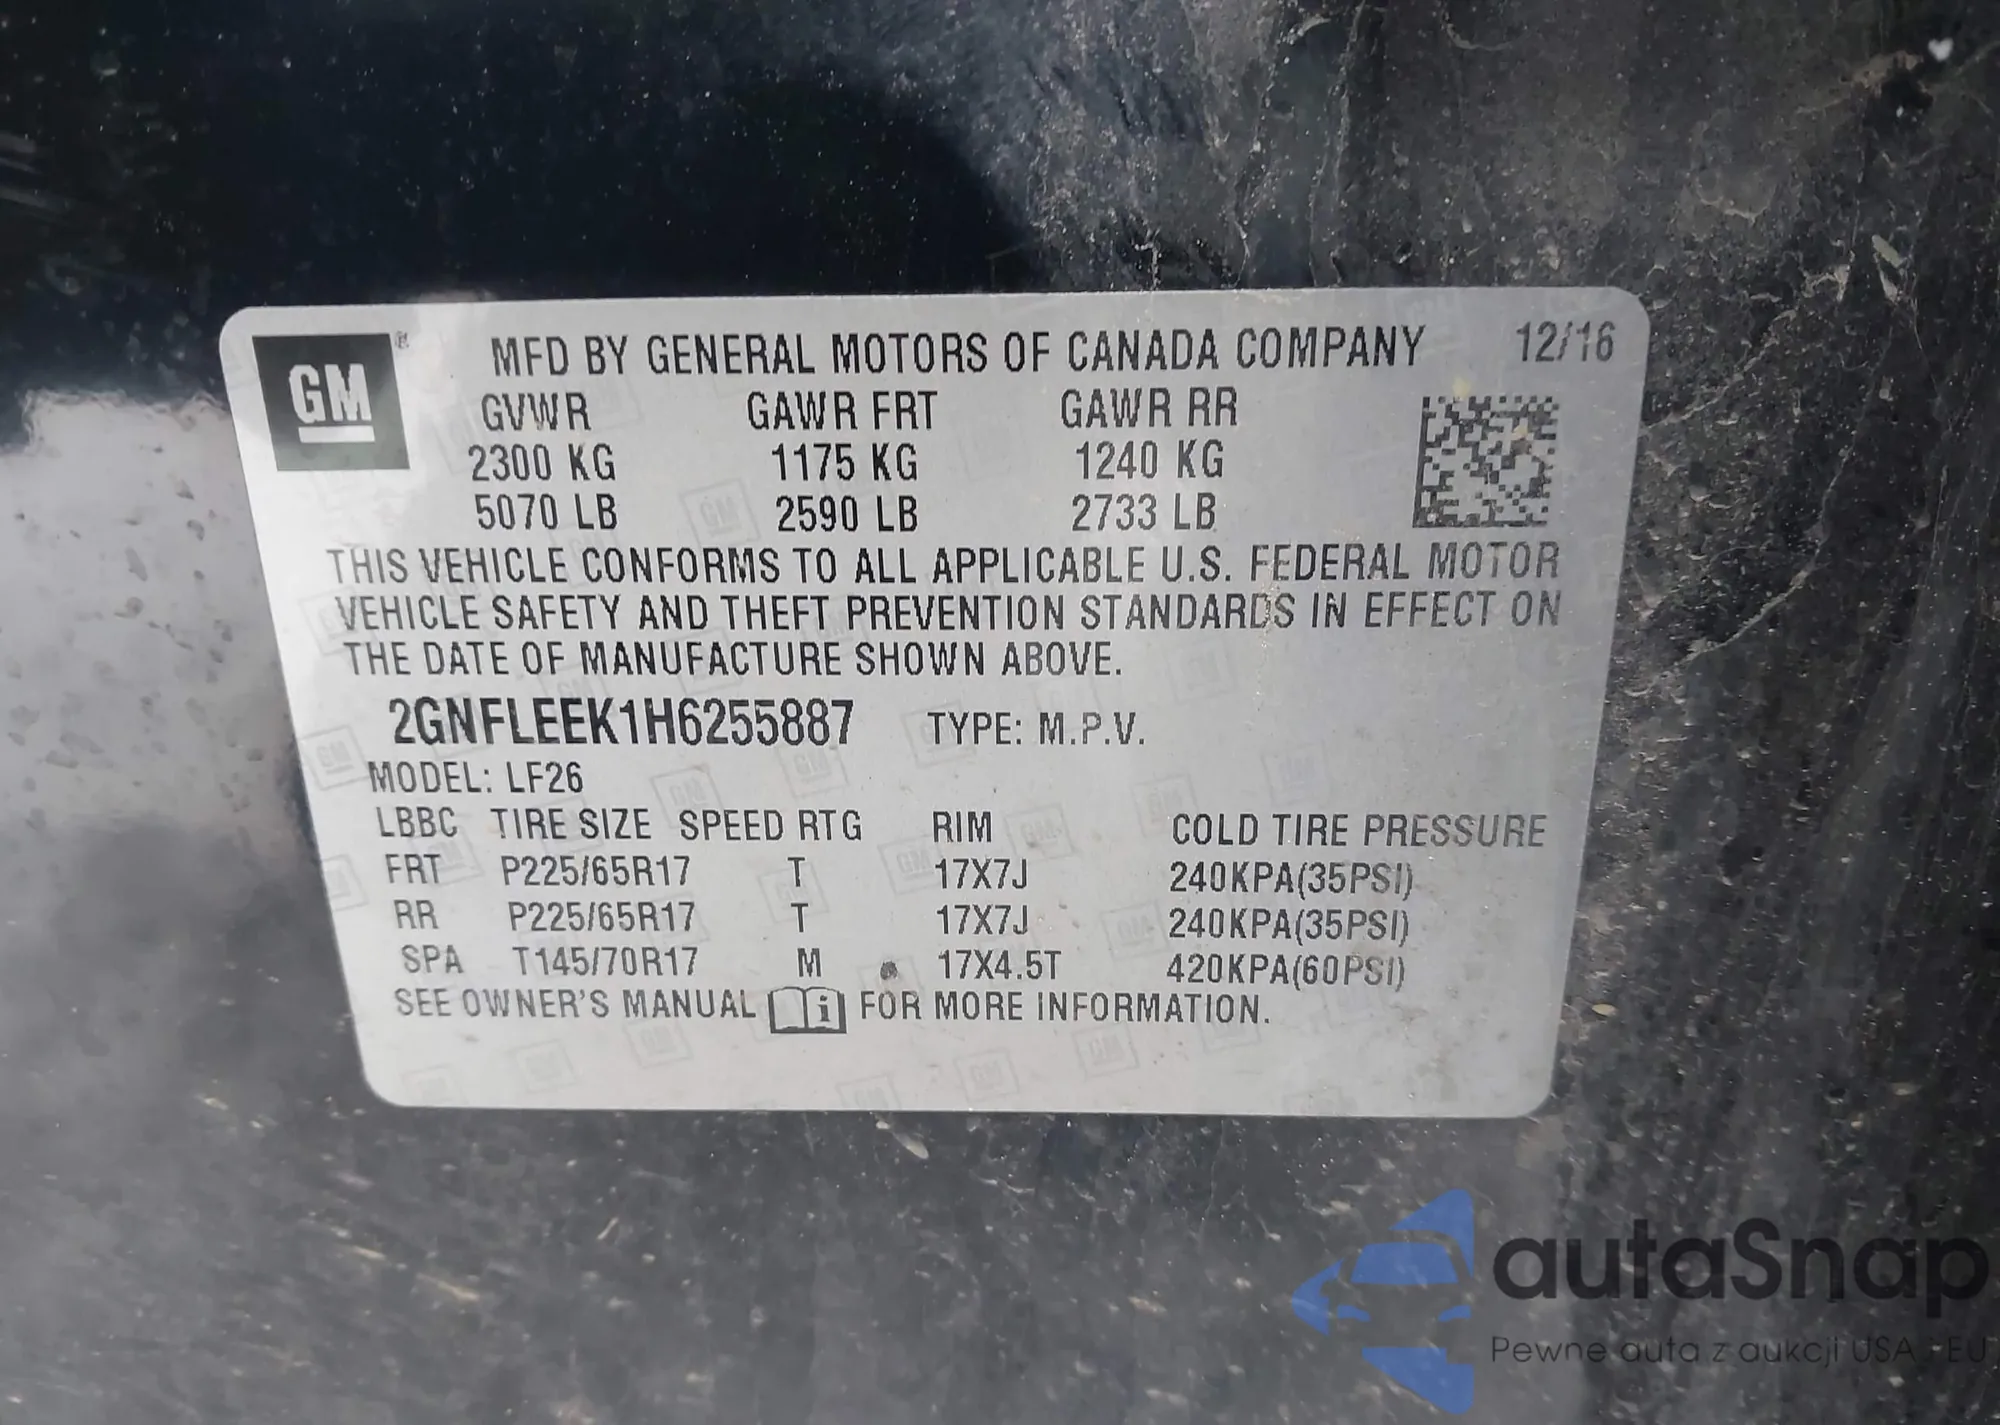 GM® MFD BY GENERAL MOTORS OF CANADA COMPANY 12/16
GVWR GAWR FRT GAWR RR
2300 KG 1175 KG 1240 KG
5070 LB 2590 LB 2733 LB
THIS VEHICLE CONFORMS TO ALL APPLICABLE U.S. FEDERAL MOTOR
VEHICLE SAFETY AND THEFT PREVENTION STANDARDS IN EFFECT ON
THE DATE OF MANUFACTURE SHOWN ABOVE.
2GNFLEEK1H6255887 TYPE: M.P.V.
MODEL: LF26
LBBC TIRE SIZE SPEED RTG RIM COLD TIRE PRESSURE
FRT P225/65R17 T 17X7J 240KPA(35PSI)
RR P225/65R17 T 17X7J 240KPA(35PSI)
SPA T145/70R17 M 17X4.5T 420KPA(60PSI)
SEE OWNER'S MANUAL i FOR MORE INFORMATION.
autaSnap
Pewne auta z aukcji USA i EU